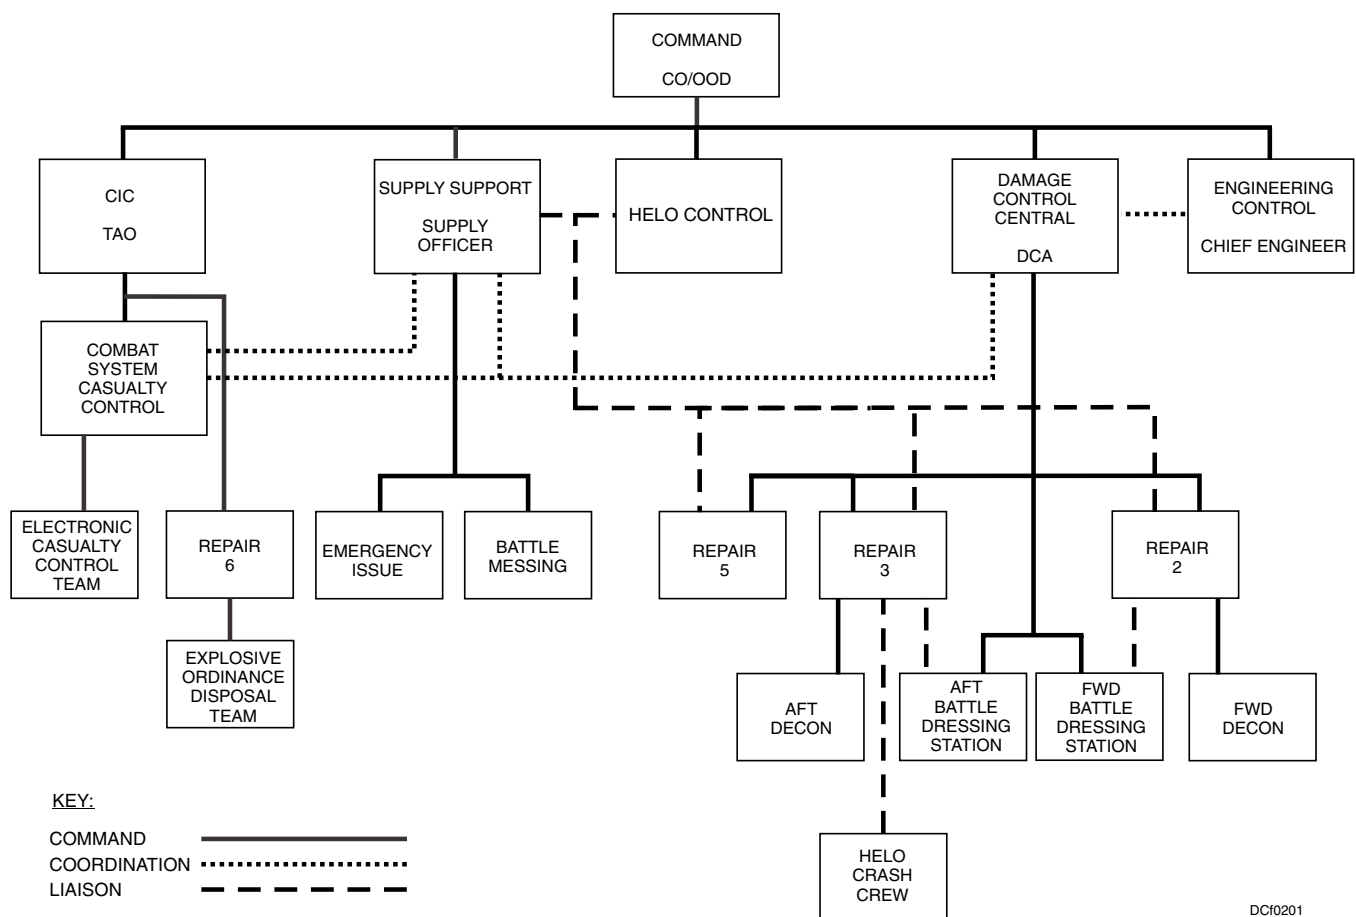 COMMAND
CO/OOD
CIC
TAO
SUPPLY SUPPORT
SUPPLY
OFFICER
HELO CONTROL
DAMAGE
CONTROL
CENTRAL
DCA
ENGINEERING
CONTROL
CHIEF ENGINEER
COMBAT
SYSTEM
CASUALTY
CONTROL
ELECTRONIC
CASUALTY
CONTROL
TEAM
REPAIR
6
EMERGENCY
ISSUE
BATTLE
MESSING
REPAIR
5
REPAIR
3
REPAIR
2
EXPLOSIVE
ORDINANCE
DISPOSAL
TEAM
AFT
DECON
AFT
BATTLE
DRESSING
STATION
FWD
BATTLE
DRESSING
STATION
FWD
DECON
HELO
CRASH
CREW
KEY:
COMMAND
COORDINATION
LIAISON
DCf0201